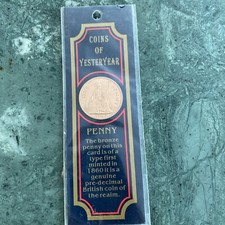 COINS
OF
YESTERYEAR
PENNY
The bronze
penny on this
card is of a
type first
minted in
1860 it is a
genuine
pre-decimal
British coin of
the realm.